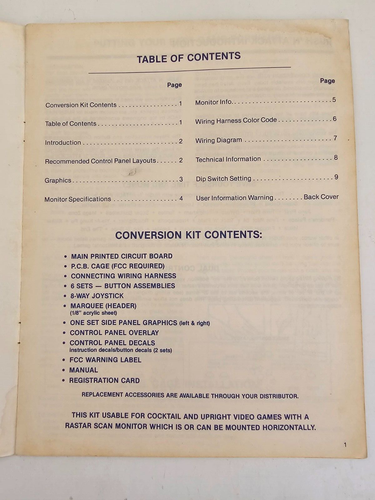 TABLE OF CONTENTS
Page
Conversion Kit Contents . . . . . . . . . . . . . . . . 1
Table of Contents . . . . . . . . . . . . . . . . . . . . . . 1
Introduction . . . . . . . . . . . . . . . . . . . . . . . . . . 2
Recommended Control Panel Layouts . . . . . . 2
Graphics . . . . . . . . . . . . . . . . . . . . . . . . . . . . . 3
Monitor Specifications . . . . . . . . . . . . . . . . . . 4
Page
Monitor Info. . . . . . . . . . . . . . . . . . . . . . . . . . . 5
Wiring Harness Color Code . . . . . . . . . . . . . . . 6
Wiring Diagram . . . . . . . . . . . . . . . . . . . . . . . . 7
Technical Information . . . . . . . . . . . . . . . . . . . 8
Dip Switch Setting . . . . . . . . . . . . . . . . . . . . . . 9
User Information Warning . . . . . . . . Back Cover
CONVERSION KIT CONTENTS:
• MAIN PRINTED CIRCUIT BOARD
• P.C.B. CAGE (FCC REQUIRED)
• CONNECTING WIRING HARNESS
• 6 SETS — BUTTON ASSEMBLIES
• 8-WAY JOYSTICK
• MARQUEE (HEADER)
(1/8" acrylic sheet)
• ONE SET SIDE PANEL GRAPHICS (left & right)
• CONTROL PANEL OVERLAY
• CONTROL PANEL DECALS
instruction decals/button decals (2 sets)
• FCC WARNING LABEL
• MANUAL
• REGISTRATION CARD
REPLACEMENT ACCESSORIES ARE AVAILABLE THROUGH YOUR DISTRIBUTOR.
THIS KIT USABLE FOR COCKTAIL AND UPRIGHT VIDEO GAMES WITH A
RASTAR SCAN MONITOR WHICH IS OR CAN BE MOUNTED HORIZONTALLY.
1